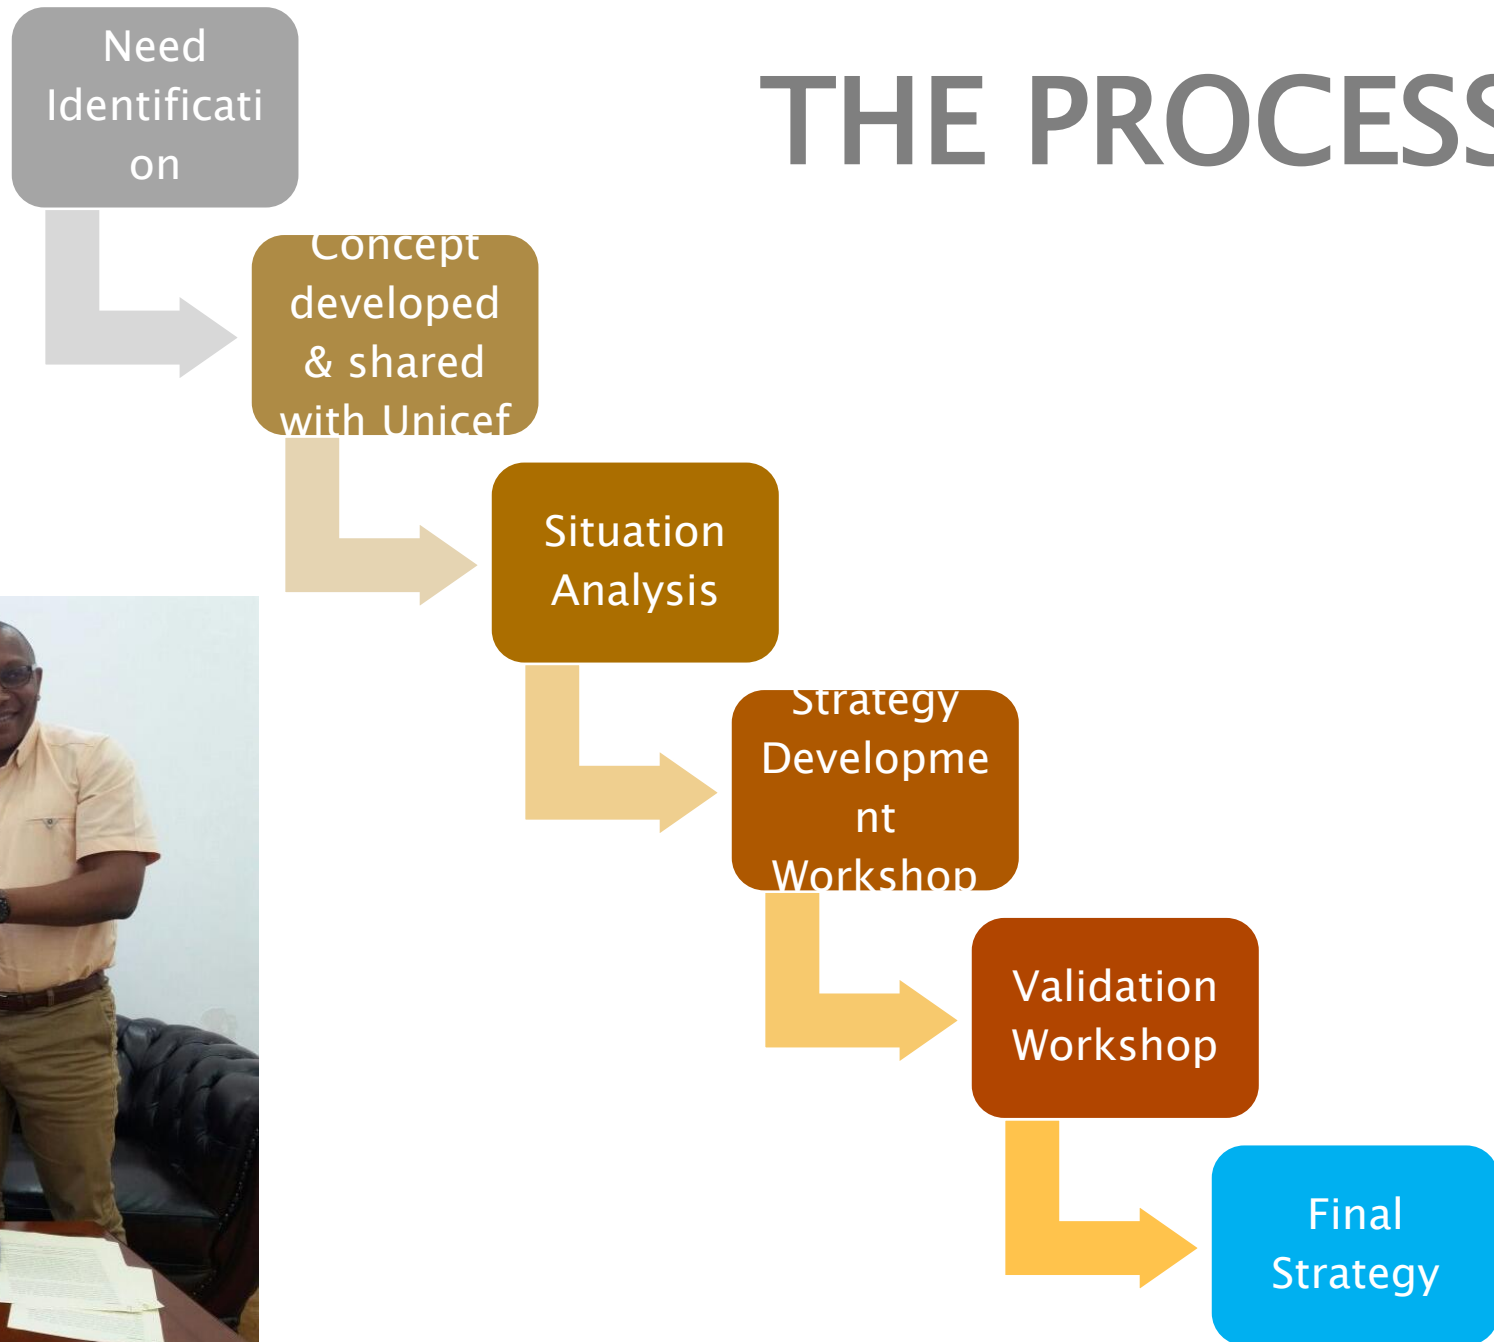 THE PROCESS
Need
Identificati
on
Concept
developed
& shared
with Unicef
Situation
Analysis
Strategy
Developme
nt
Workshop
Validation
Workshop
Final
Strategy